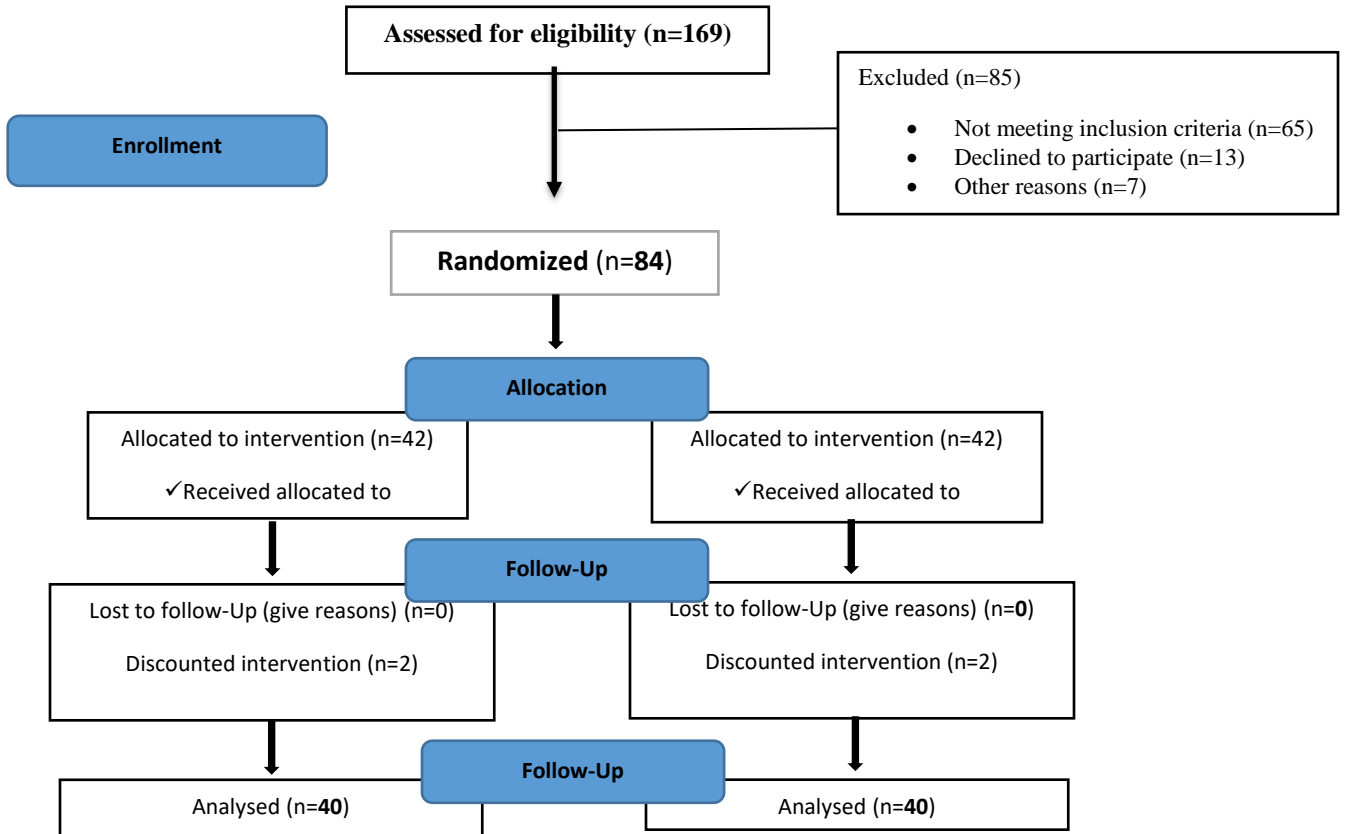 Assessed for eligibility (n=169)
Excluded (n=85)
• Not meeting inclusion criteria (n=65)
• Declined to participate (n=13)
• Other reasons (n=7)
Enrollment
Randomized (n=84)
Allocation
Allocated to intervention (n=42)
✓Received allocated to
Allocated to intervention (n=42)
✓Received allocated to
Follow-Up
Lost to follow-Up (give reasons) (n=0)
Discounted intervention (n=2)
Lost to follow-Up (give reasons) (n=0)
Discounted intervention (n=2)
Follow-Up
Analysed (n=40)
Analysed (n=40)